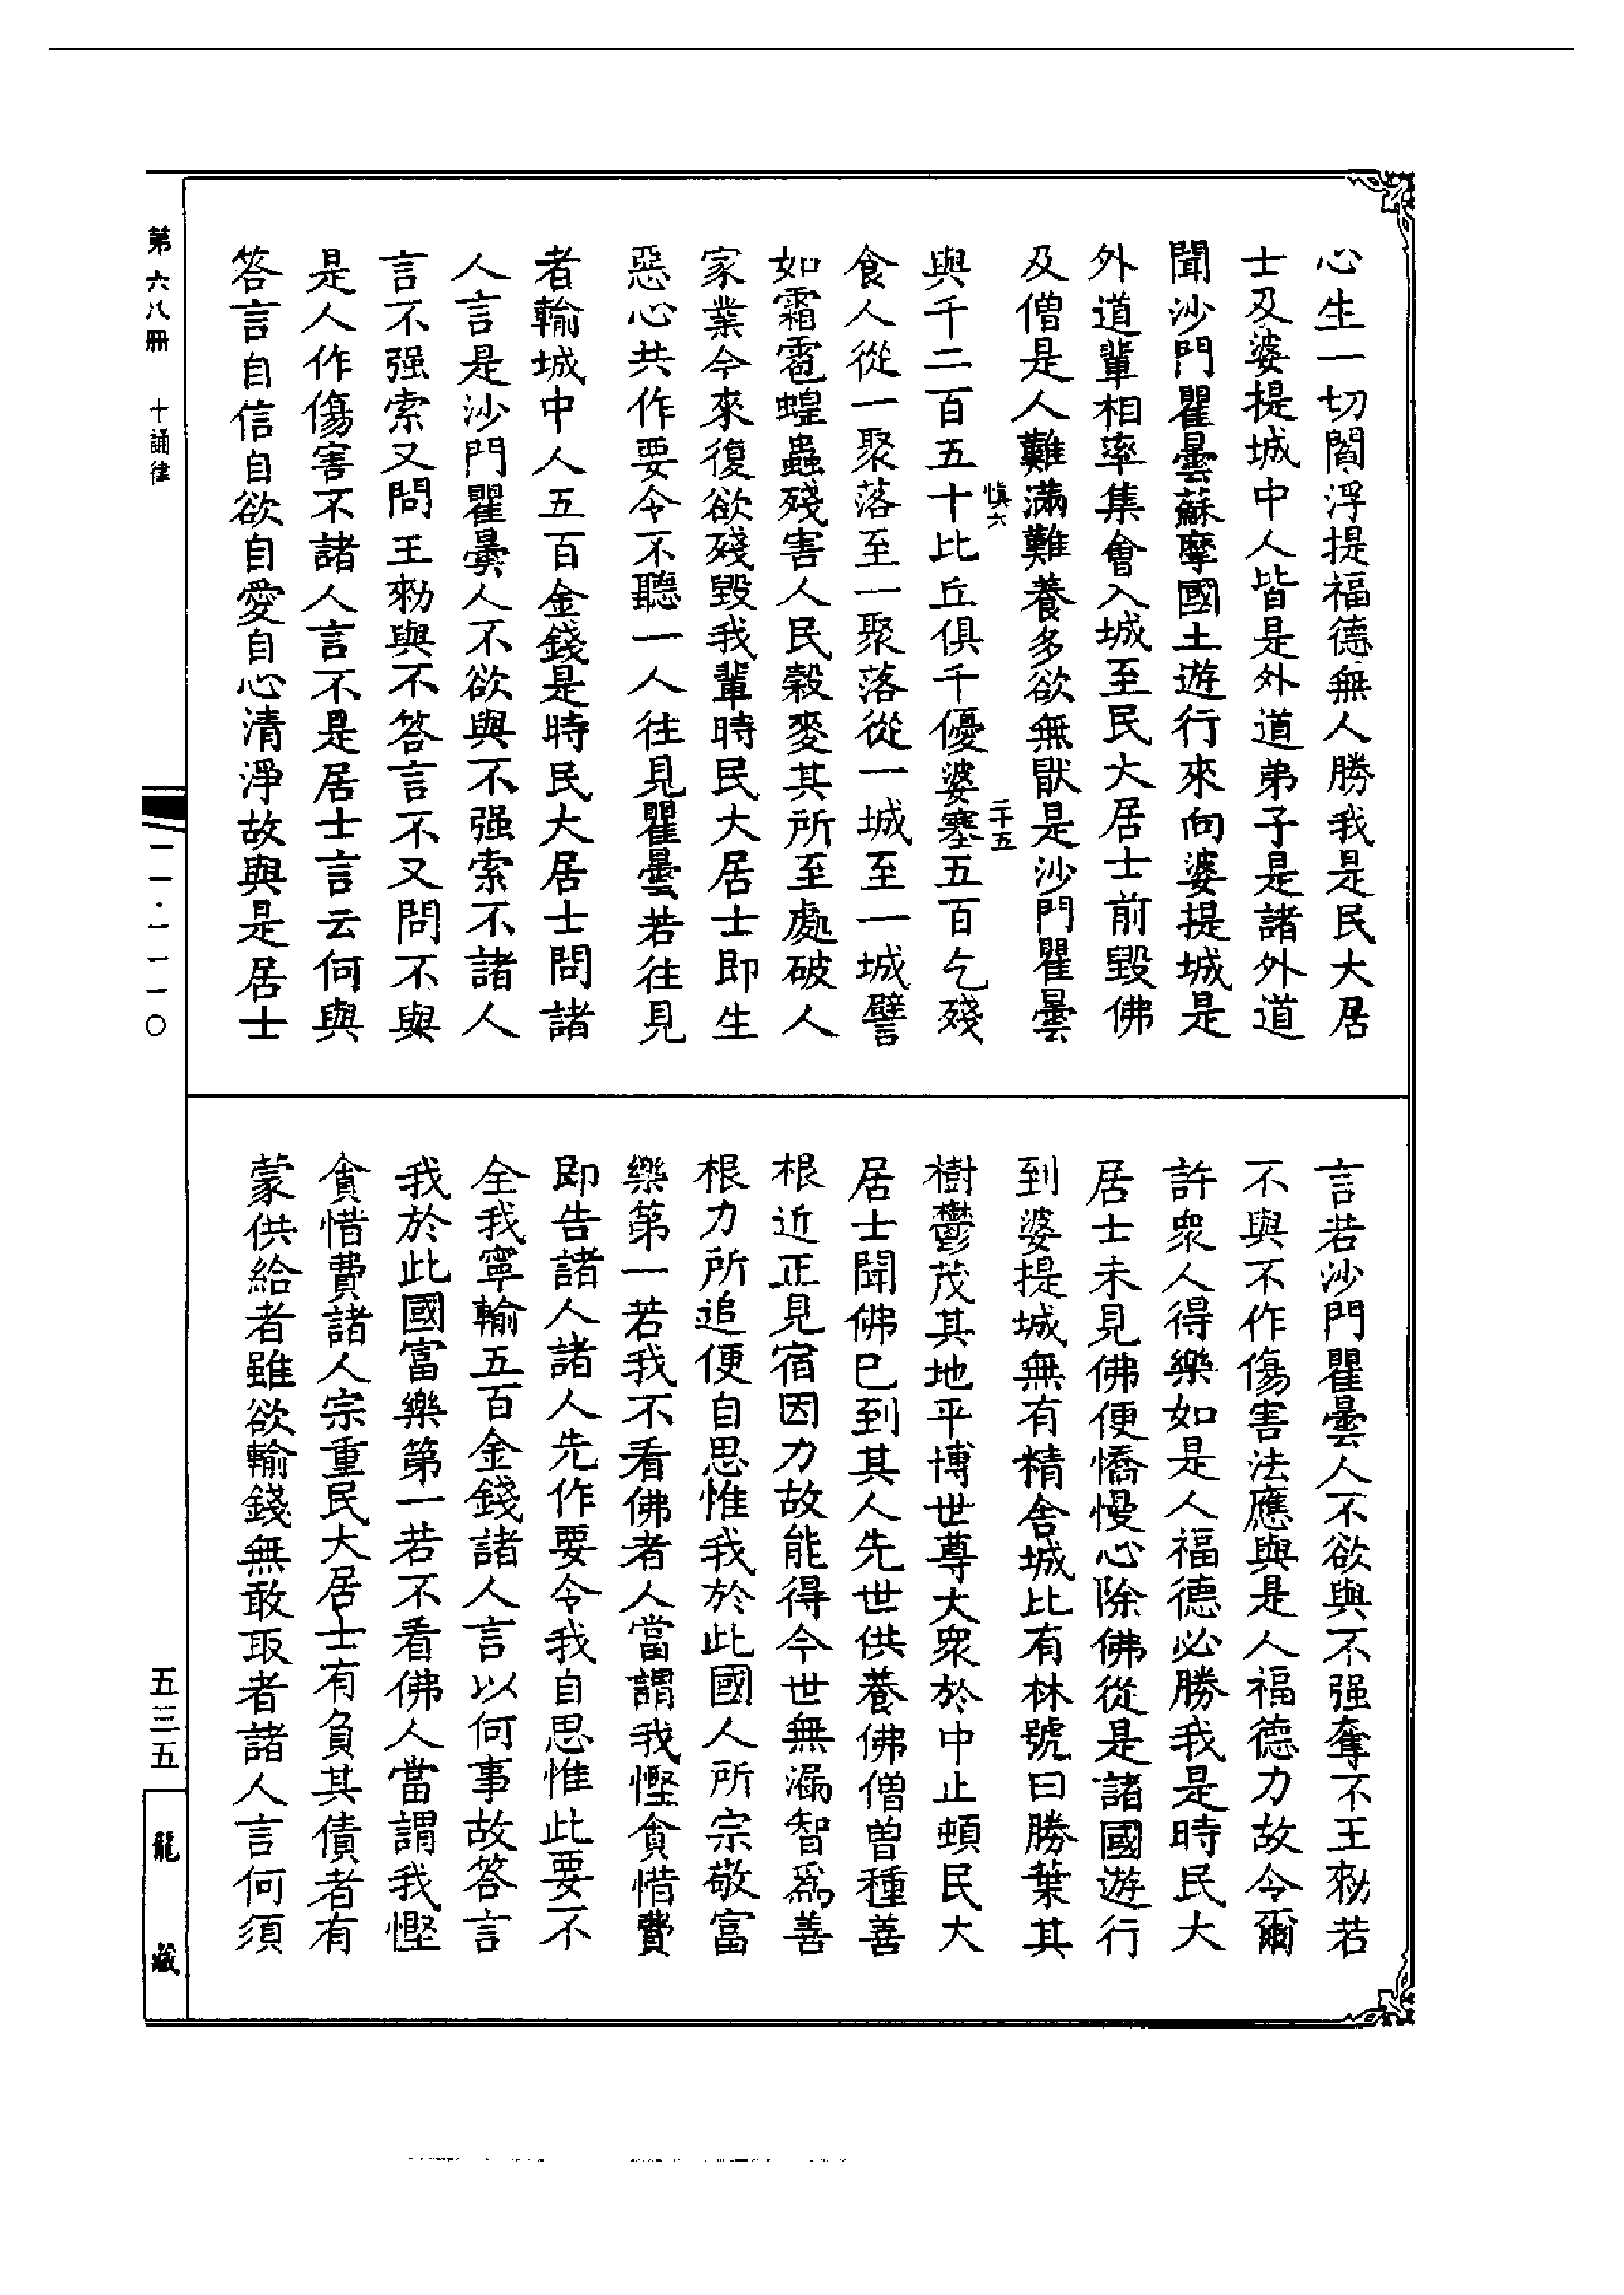 心生一切閻浮提福德無人勝我是民大居
士及婆提城中人皆是外道弟子是諸外道
聞沙門瞿曇蘇摩國土遊行來向婆提城是
外道輩相率集會入城至民大居士前毀佛
及僧是人難滿難養多欲無猒是沙門瞿曇
慎六
二十五
與千二百五十比丘俱千優婆塞五百乞殘
食人從一聚落至一聚落從一城至一城譬
如霜雹蝗蟲殘害人民穀麥其所至處破人
家業今來復欲殘毀我輩時民大居士即生
惡心共作要令不聽一人往見瞿曇若往見
者輸城中人五百金錢是時民大居士問諸
人言是沙門瞿曇人不欲與不强索不諸人
言不强索又問王勑與不答言不又問不與
是人作傷害不諸人言不是居士言云何與
答言自信自欲自愛自心清淨故與是居士
言若沙門瞿曇人不欲與不强奪不王勑若
不與不作傷害法應與是人福德力故令爾
許衆人得樂如是人福德必勝我是時民大
居士未見佛便憍慢心除佛從是諸國遊行
到婆提城無有精舍城比有林號曰勝葉其
樹鬱茂其地平博世尊大衆於中止頓民大
居士聞佛已到其人先世供養佛僧曾種善
根近正見宿因力故能得今世無漏智爲善
根力所追便自思惟我於此國人所宗敬富
樂第一若我不看佛者人當謂我慳貪惜費
即告諸人諸人先作要令我自思惟此要不
全我寧輸五百金錢諸人言以何事故答言
我於此國富樂第一若不看佛人當謂我慳
貪惜費諸人宗重民大居士有負其債者有
蒙供給者雖欲輸錢無敢取者諸人言何須
第六八冊　十誦律
一一·一一一〇
五三五
龍藏